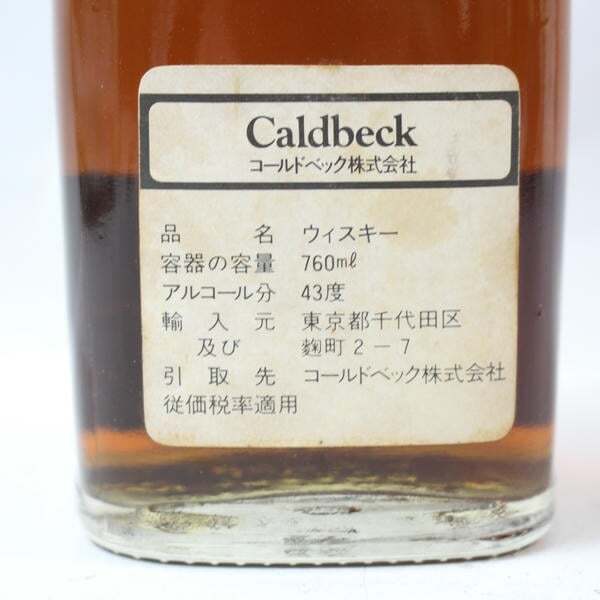 Caldbeck
コールドベック株式会社
品名 ウィスキー
容器の容量 760ml
アルコール分 43度
輸入元 東京都千代田区
及び 麹町2-7
引取先 コールドベック株式会社
従価税率適用